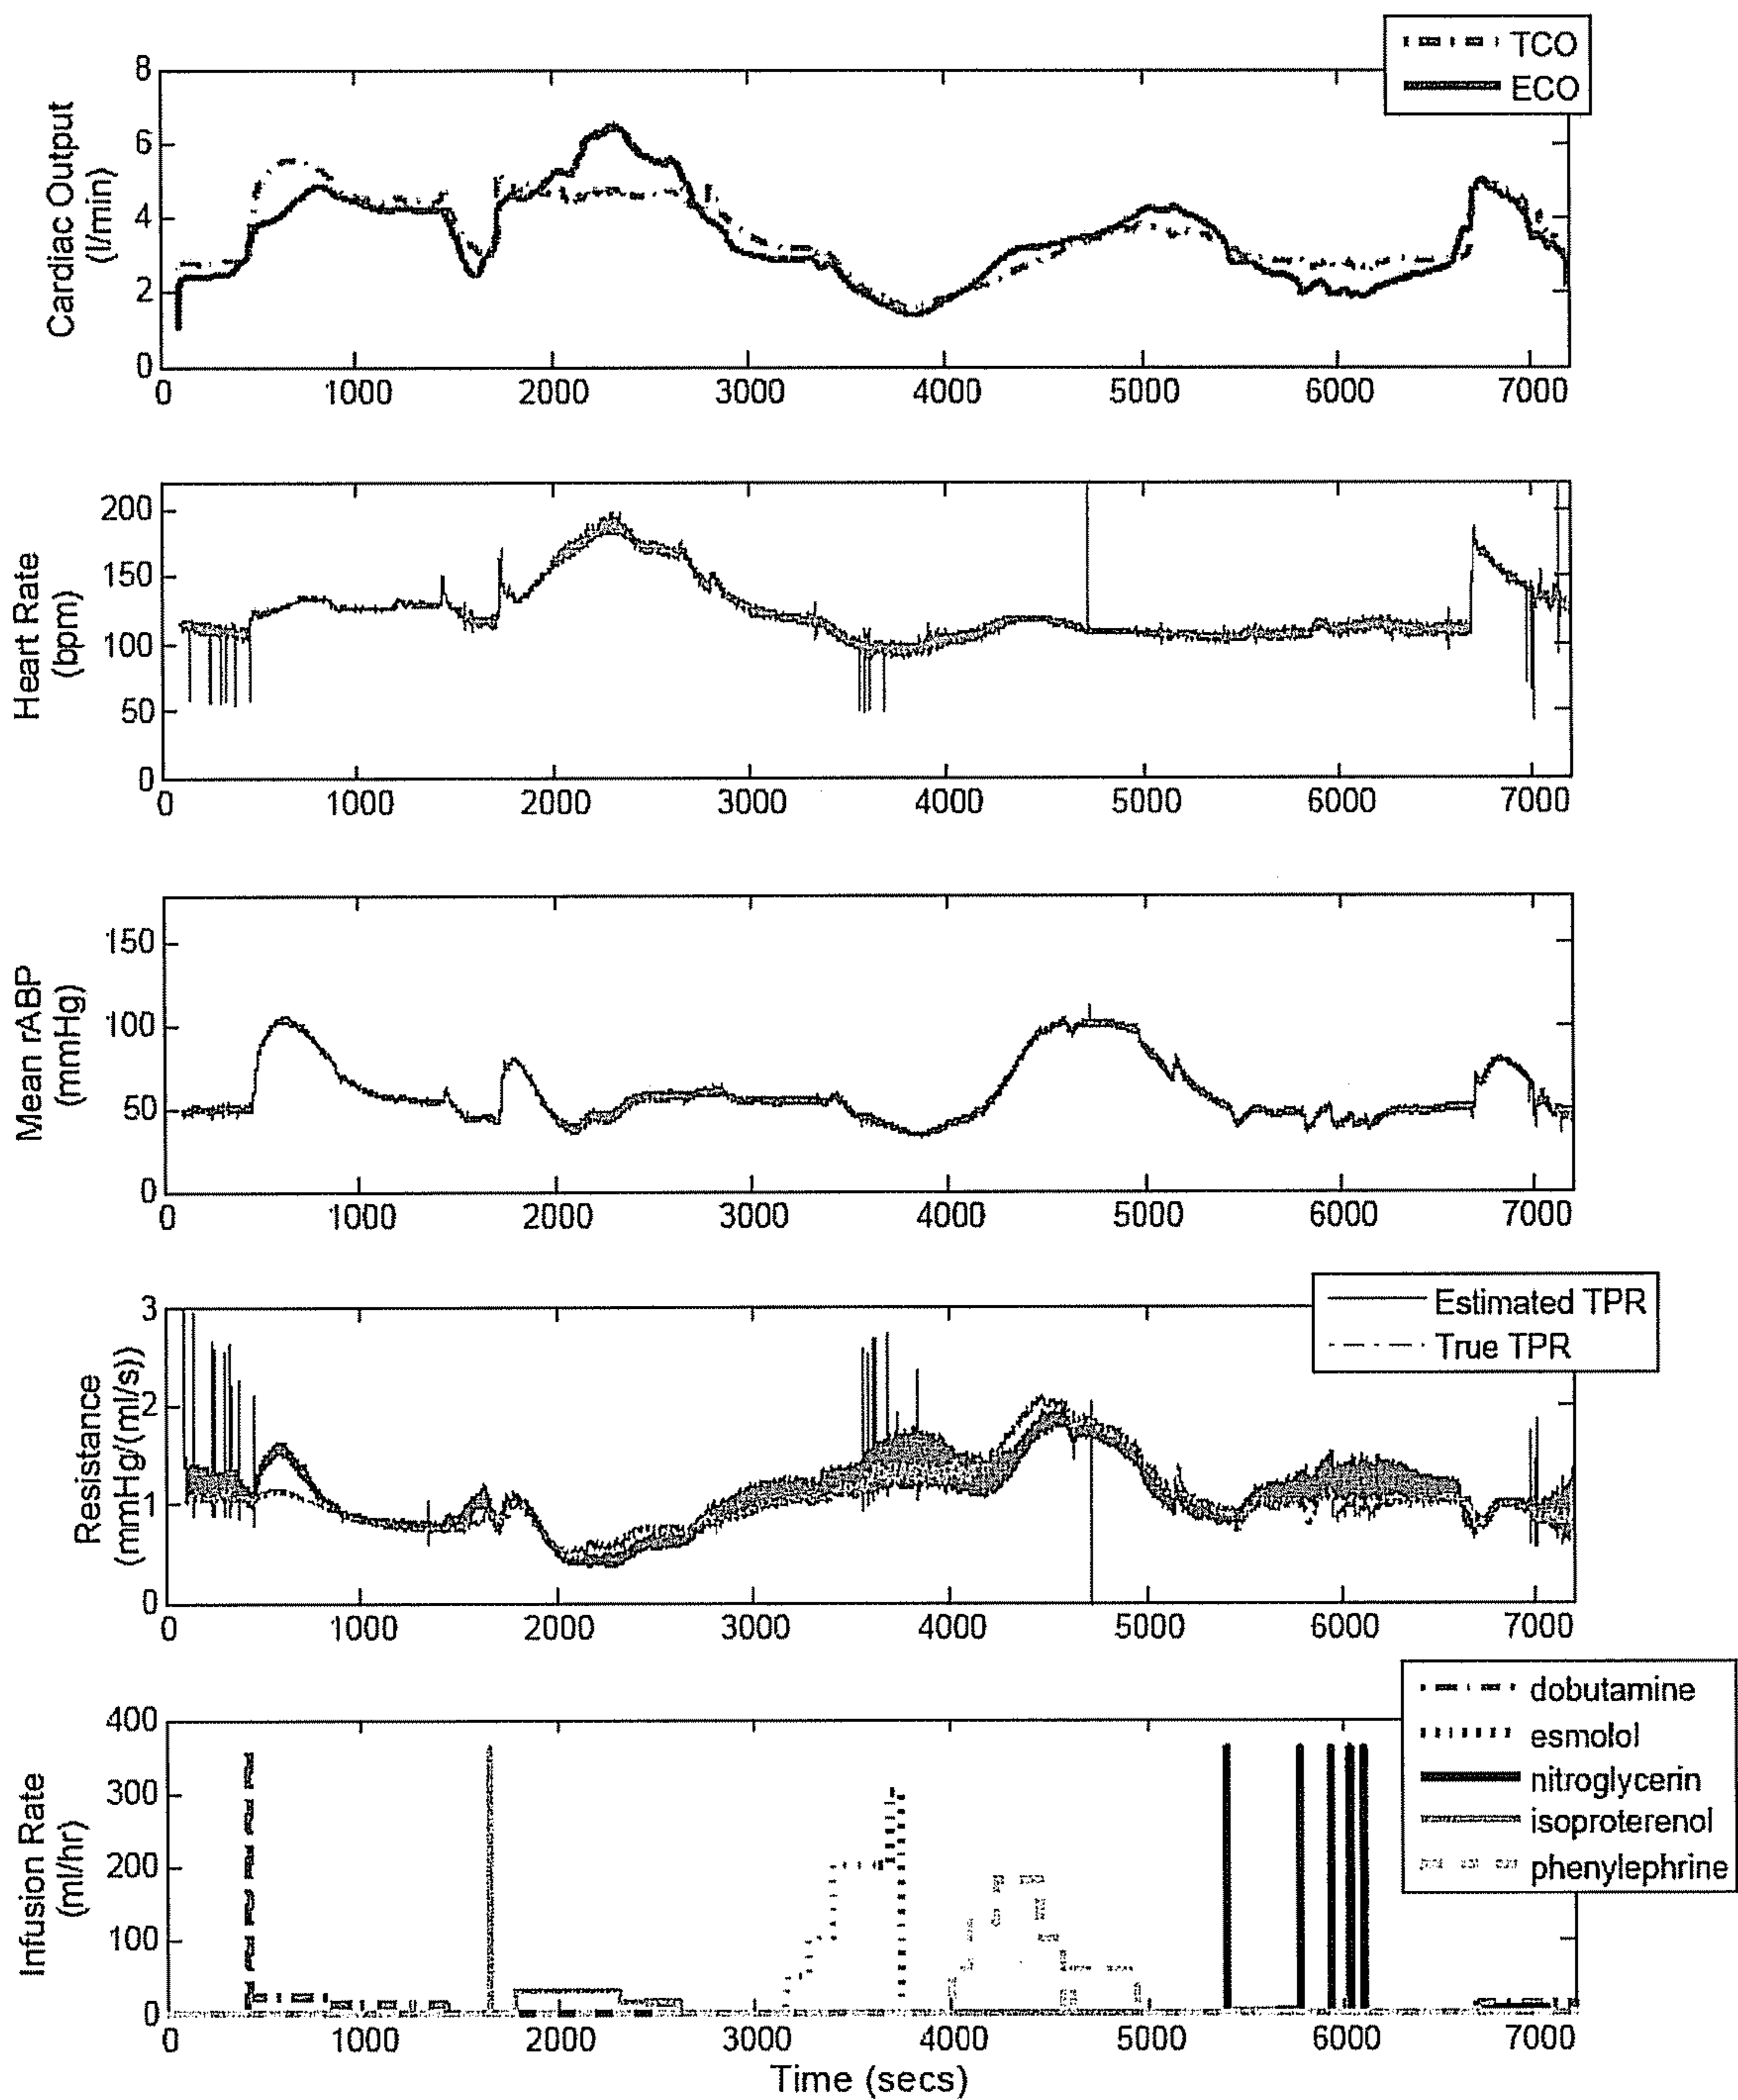 TCO
ECO
8
6
4
2
0
Cardiac Output
(l/min)
0 1000 2000 3000 4000 5000 6000 7000
200
150
100
50
0
Heart Rate
(bpm)
0 1000 2000 3000 4000 5000 6000 7000
150
100
50
0
Mean rABP
(mmHg)
0 1000 2000 3000 4000 5000 6000 7000
Estimated TPR
True TPR
3
2
1
0
Resistance
(mmHg/(ml/s))
0 1000 2000 3000 4000 5000 6000 7000
dobutamine
esmolol
nitroglycerin
isoproterenol
phenylephrine
400
300
200
100
0
Infusion Rate
(ml/hr)
0 1000 2000 3000 4000 5000 6000 7000
Time (secs)